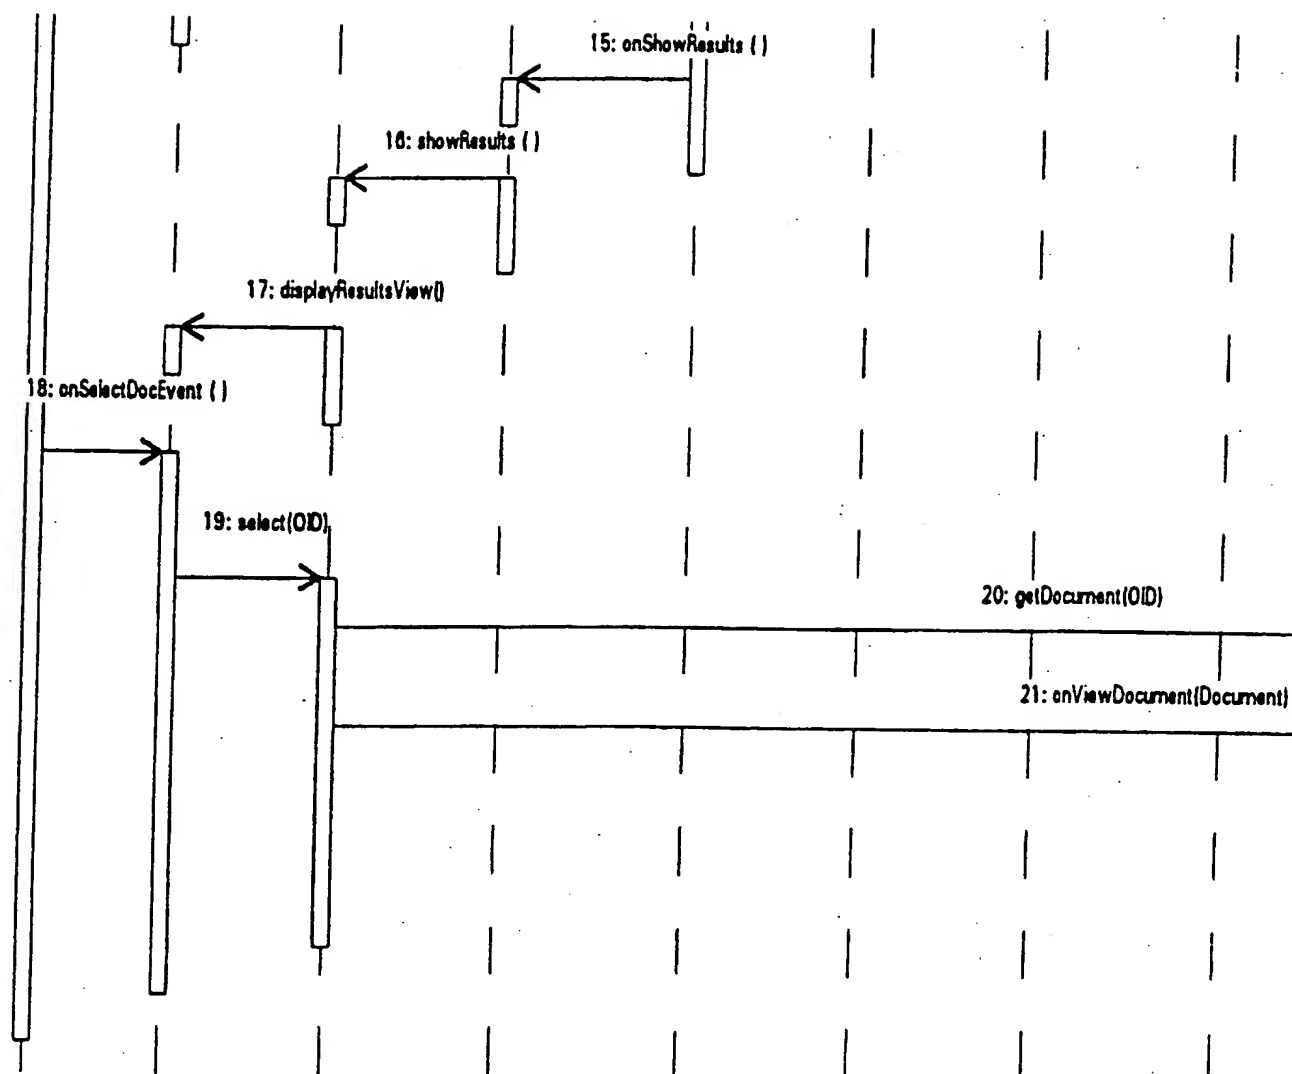 15: onShowResults ( )
16: showResults ( )
17: displayResultsView()
18: onSelectDocEvent ( )
19: select(OID)
20: getDocument(OID)
21: onViewDocument(Document)